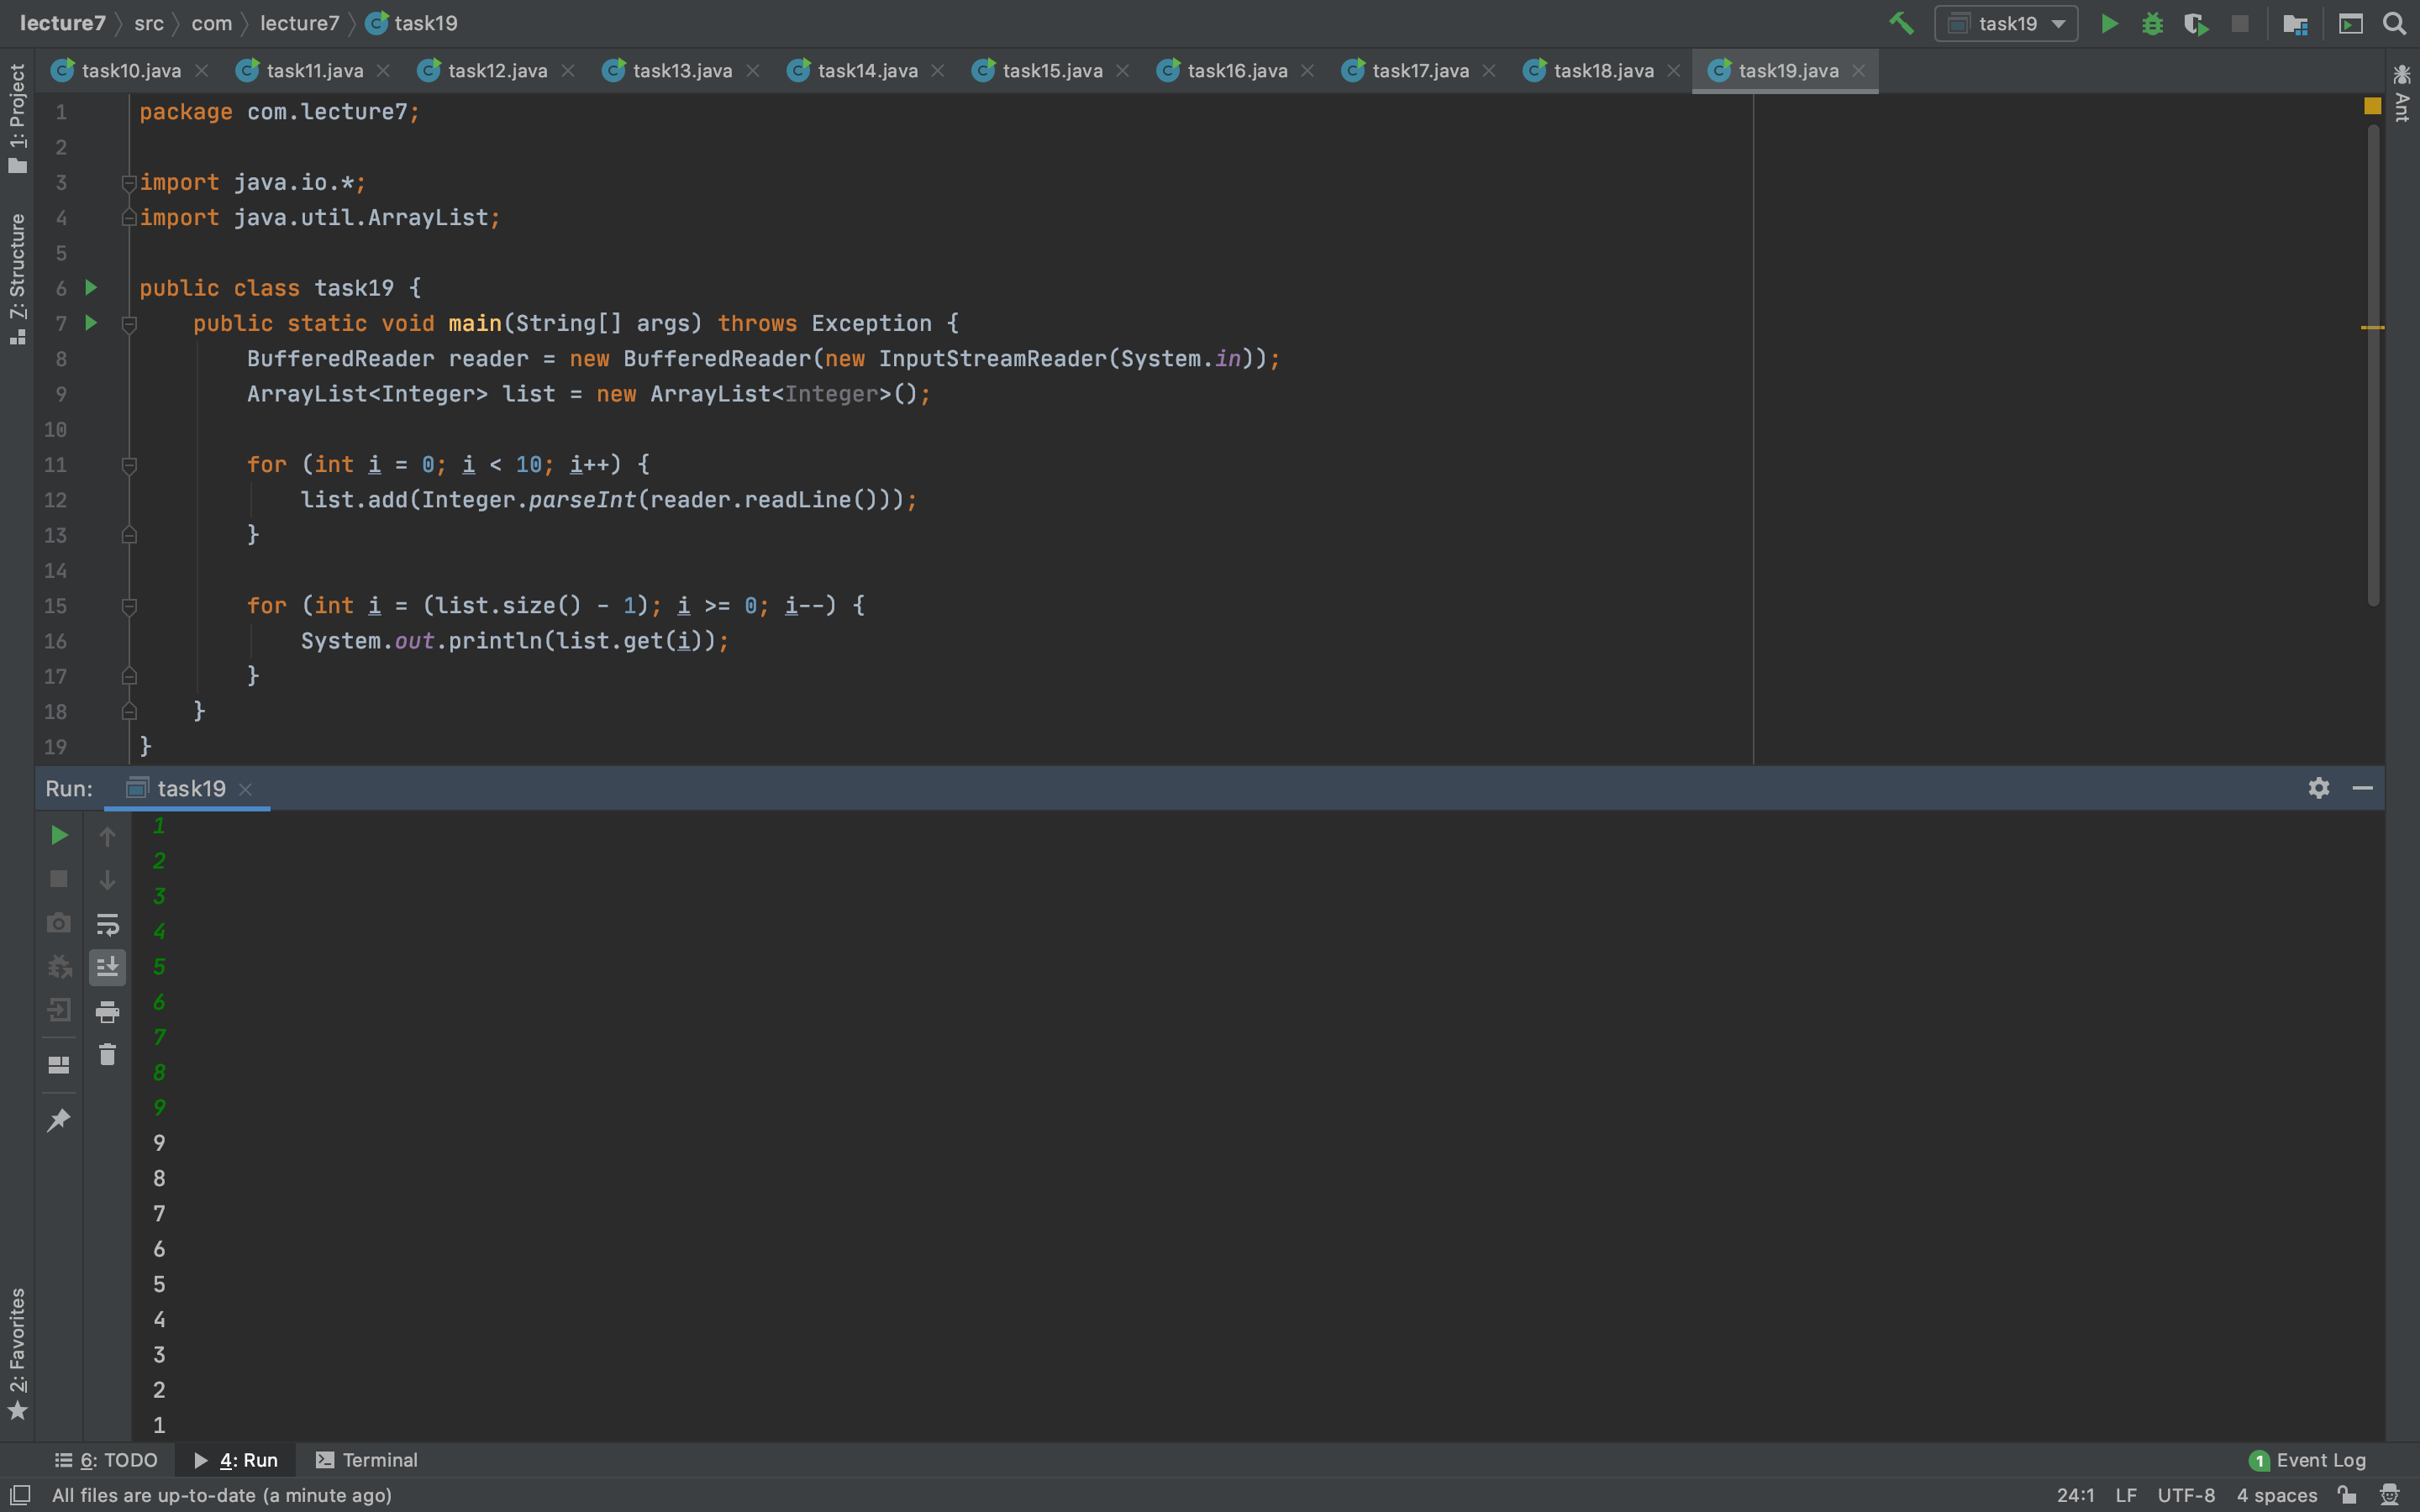 lecture7 src com lecture7 task19 task19
task10.java task11.java task12.java task13.java task14.java task15.java task16.java task17.java task18.java task19.java
1: Project
7: Structure
2: Favorites
Ant
1 package com.lecture7;
2
3 import java.io.*;
4 import java.util.ArrayList;
5
6 public class task19 {
7 public static void main(String[] args) throws Exception {
8 BufferedReader reader = new BufferedReader(new InputStreamReader(System.in));
9 ArrayList<Integer> list = new ArrayList<Integer>();
10
11 for (int i = 0; i < 10; i++) {
12 list.add(Integer.parseInt(reader.readLine()));
13 }
14
15 for (int i = (list.size() - 1); i >= 0; i--) {
16 System.out.println(list.get(i));
17 }
18 }
19 }
Run: task19
1
2
3
4
5
6
7
8
9
9
8
7
6
5
4
3
2
1
6: TODO 4: Run Terminal 1 Event Log
All files are up-to-date (a minute ago) 24:1 LF UTF-8 4 spaces